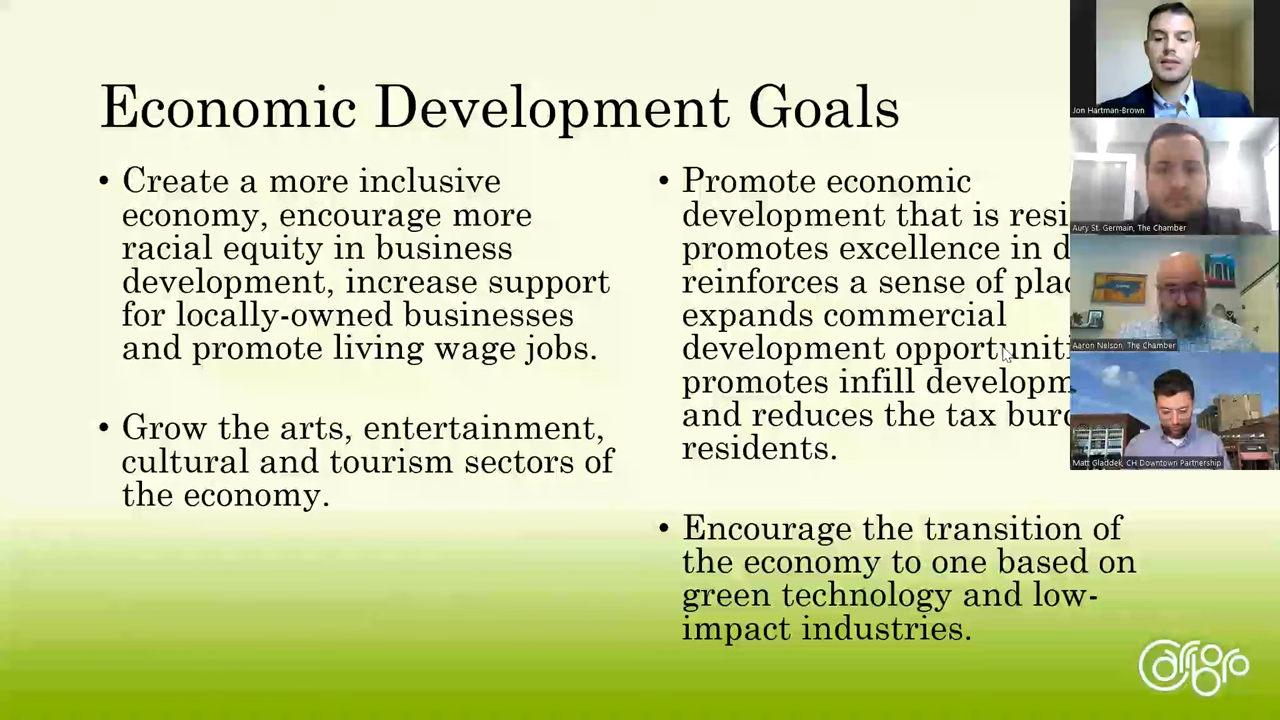 Economic Development Goals
• Create a more inclusive
economy, encourage more
racial equity in business
development, increase support
for locally-owned businesses
and promote living wage jobs.
• Grow the arts, entertainment,
cultural and tourism sectors of
the economy.
• Promote economic
development that is
promotes excellence in
reinforces a sense of
expands commercial
development
promotes infill
and reduces the tax
residents.
• Encourage the transition of
the economy to one based on
green technology and low-
impact industries.
Jon Hartman-Brown
Aury St. Germain, The Chamber
Aaron Nelson, The Chamber
Matt Gladdek, CH Downtown Partnership
Carrboro